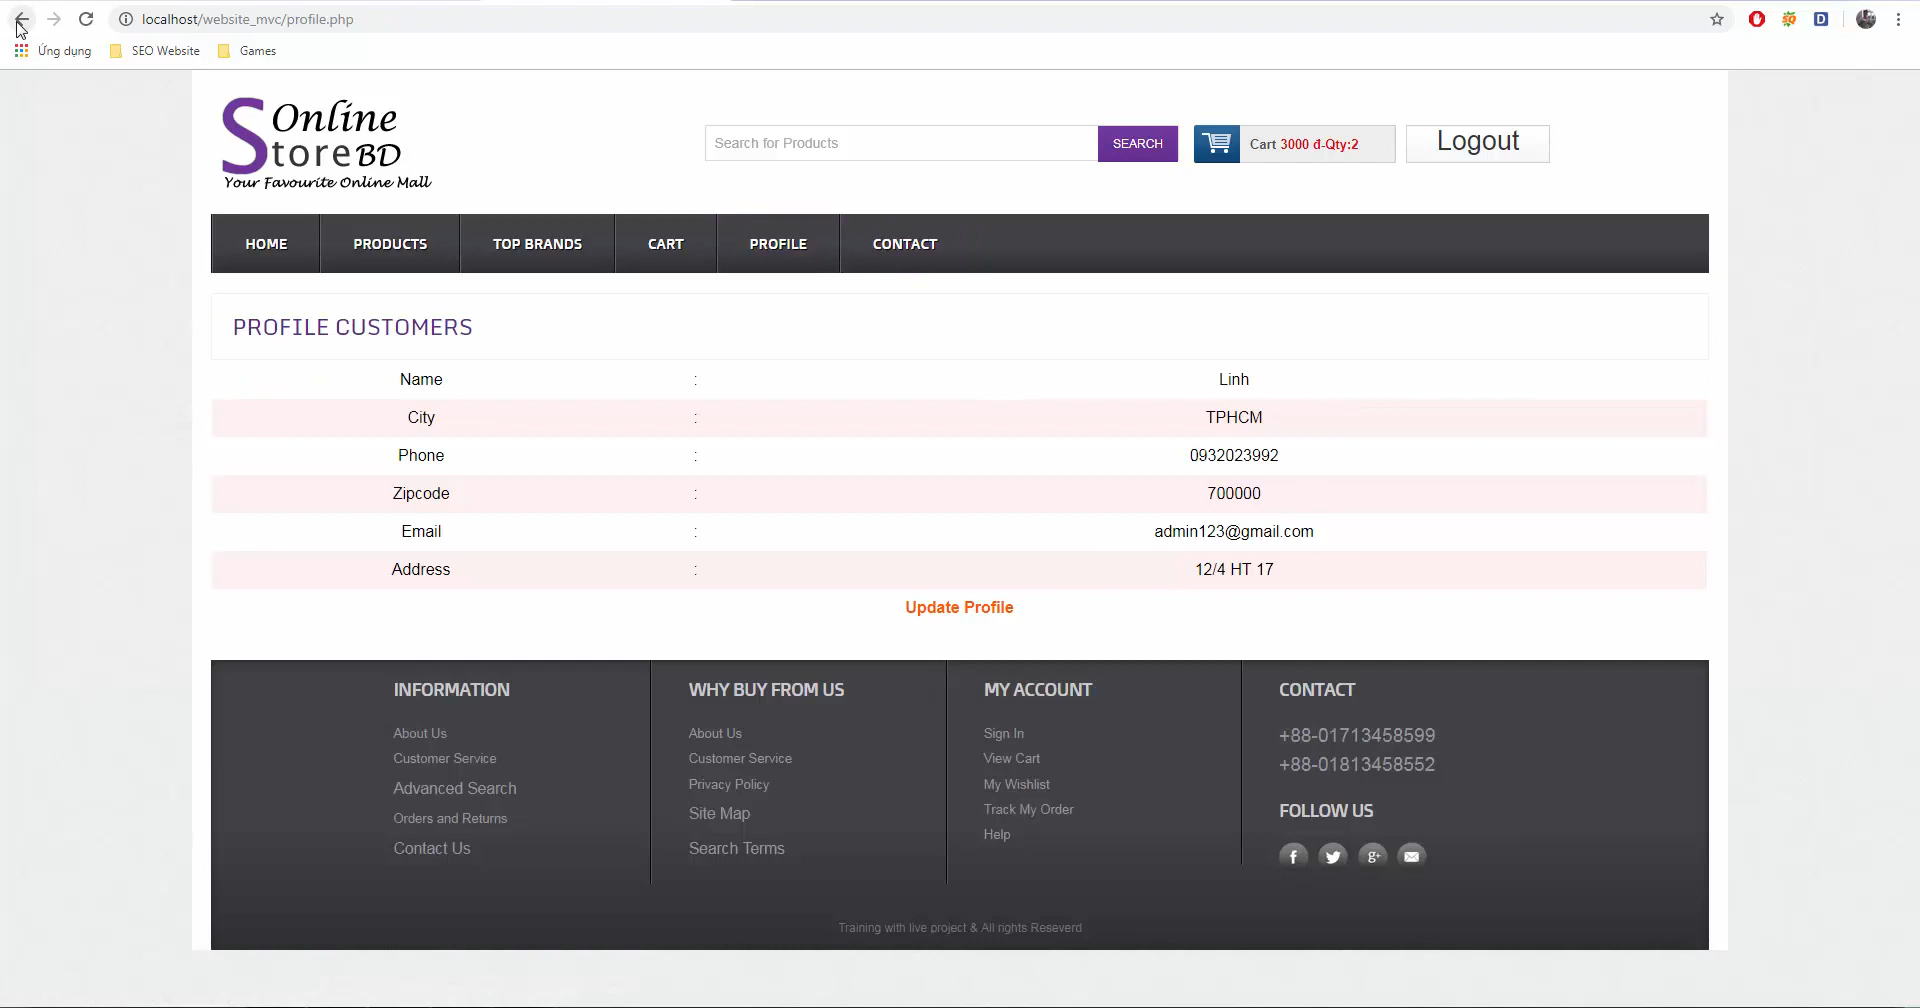 localhost/website_mvc/profile.php
Ứng dụng SEO Website Games
Online
Store BD
Your Favourite Online Mall
Search for Products SEARCH Cart 3000 đ-Qty:2 Logout
HOME PRODUCTS TOP BRANDS CART PROFILE CONTACT
PROFILE CUSTOMERS
Name : Linh
City : TPHCM
Phone : 0932023992
Zipcode : 700000
Email : admin123@gmail.com
Address : 12/4 HT 17
Update Profile
INFORMATION
About Us
Customer Service
Advanced Search
Orders and Returns
Contact Us
WHY BUY FROM US
About Us
Customer Service
Privacy Policy
Site Map
Search Terms
MY ACCOUNT
Sign In
View Cart
My Wishlist
Track My Order
Help
CONTACT
+88-01713458599
+88-01813458552
FOLLOW US
Training with live project & All rights Reseverd